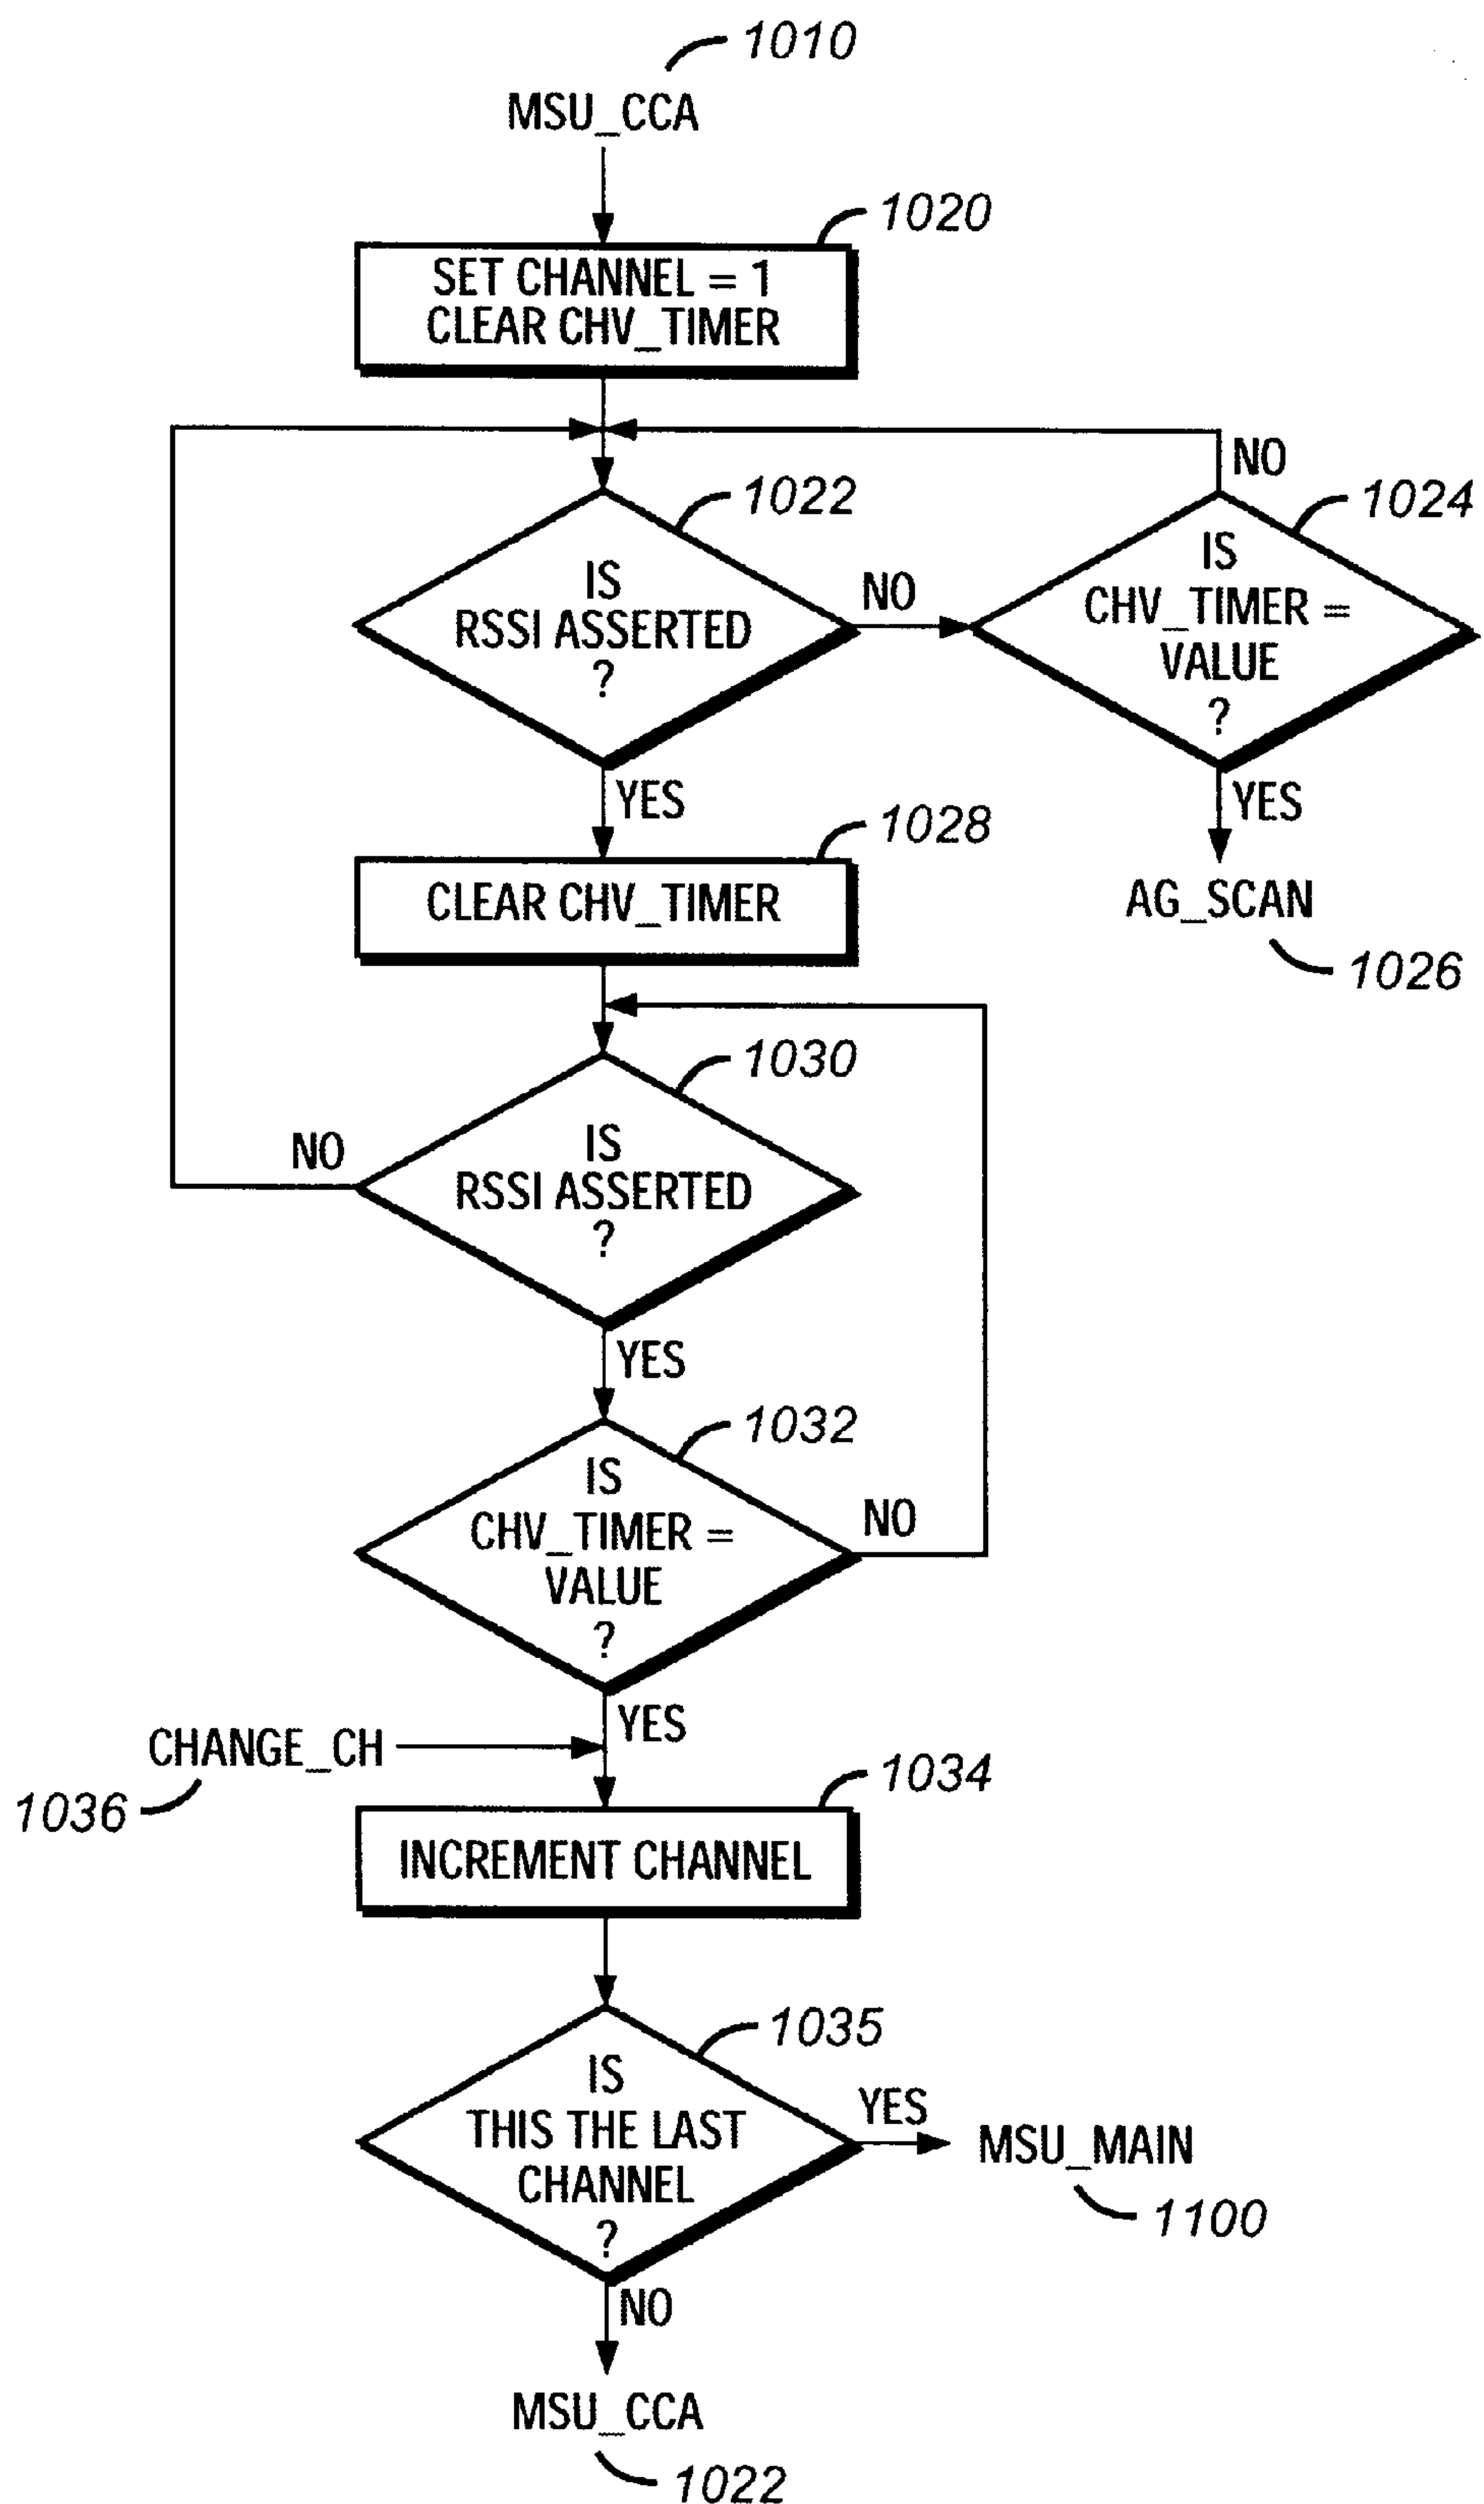 1010
MSU_CCA
1020
SET CHANNEL = 1
CLEAR CHV_TIMER
NO
1022
1024
IS
RSSI ASSERTED
?
NO
IS
CHV_TIMER =
VALUE
?
YES
YES
1028
CLEAR CHV_TIMER
AG_SCAN
1026
1030
NO
IS
RSSI ASSERTED
?
YES
1032
IS
CHV_TIMER =
VALUE
?
NO
YES
CHANGE_CH
1036
1034
INCREMENT CHANNEL
1035
IS
THIS THE LAST
CHANNEL
?
YES
MSU_MAIN
1100
NO
MSU_CCA
1022